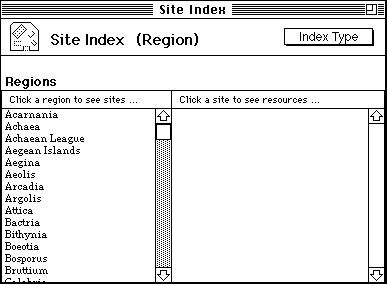 Site Index
Site Index (Region)
Index Type
Regions
Click a region to see sites ...
Click a site to see resources ...
Acarnania
Achaea
Achaean League
Aegean Islands
Aegina
Aeolis
Arcadia
Argolis
Attica
Bactria
Bithynia
Boeotia
Bosporus
Bruttium